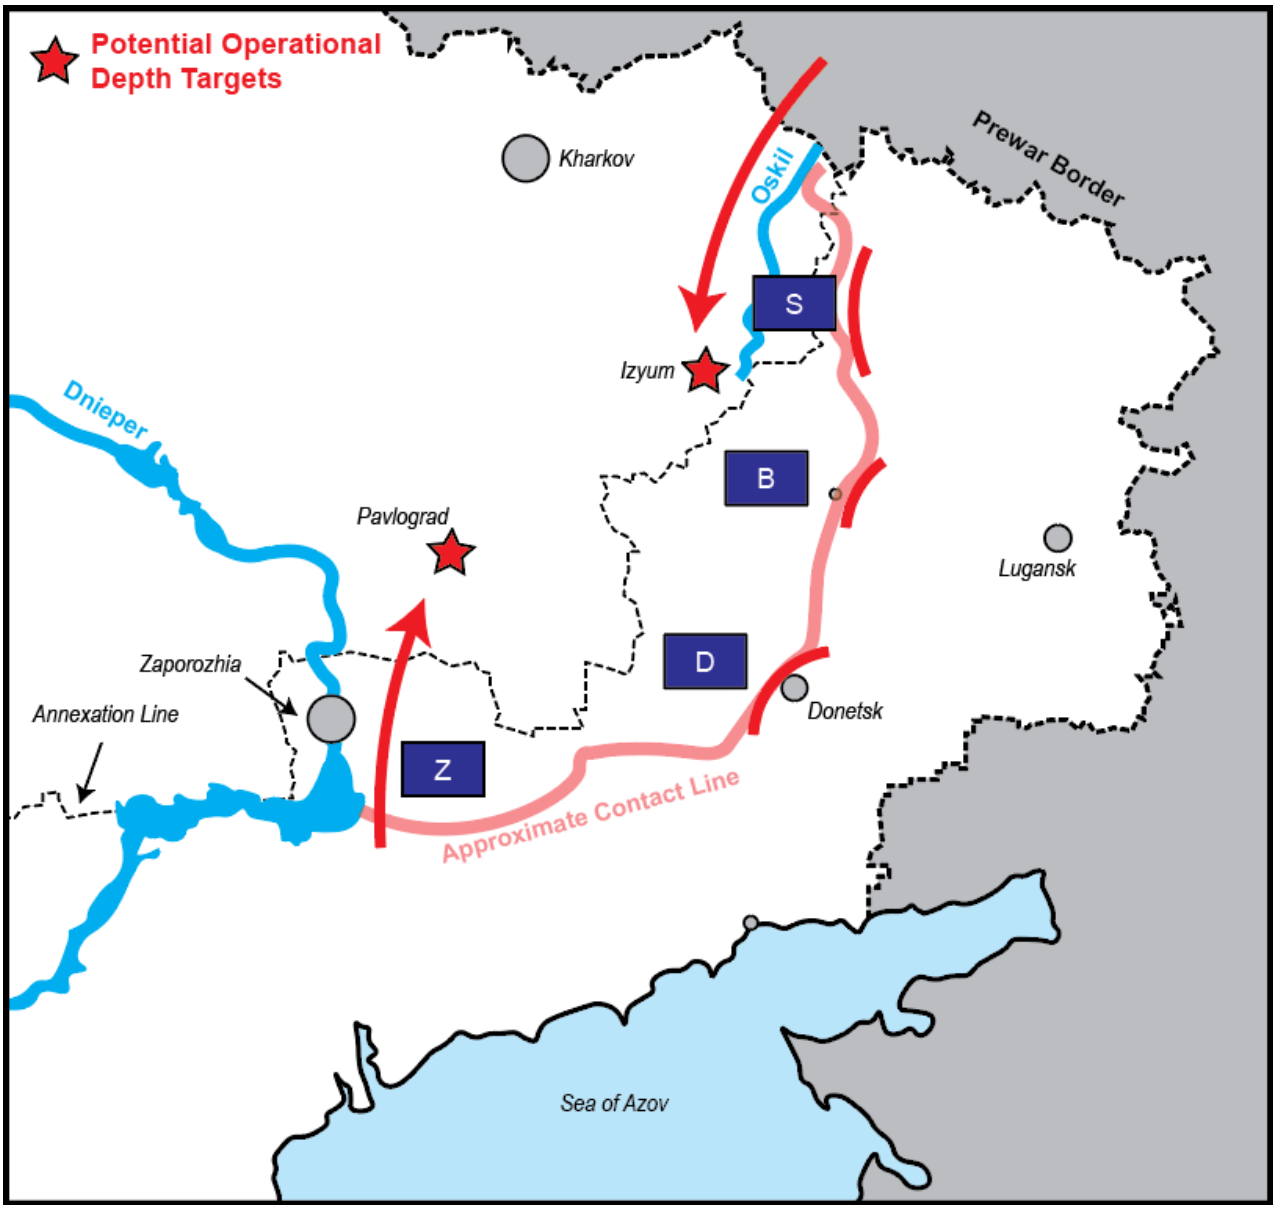 Potential Operational
Depth Targets
Prewar Border
Kharkov
Oskil
S
Izyum
Dnieper
B
Pavlograd
Lugansk
Zaporozhia
D
Annexation Line
Donetsk
Z
Approximate Contact Line
Sea of Azov